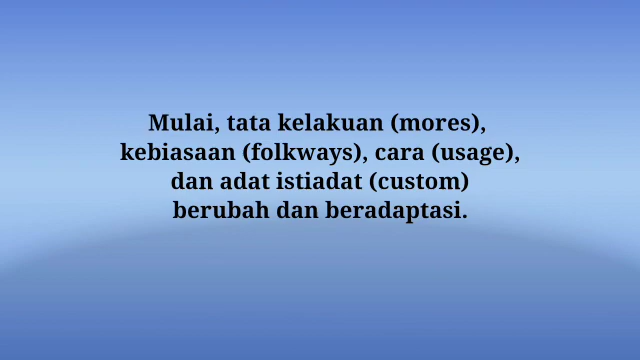 Mulai, tata kelakuan (mores),
kebiasaan (folkways), cara (usage),
dan adat istiadat (custom)
berubah dan beradaptasi.